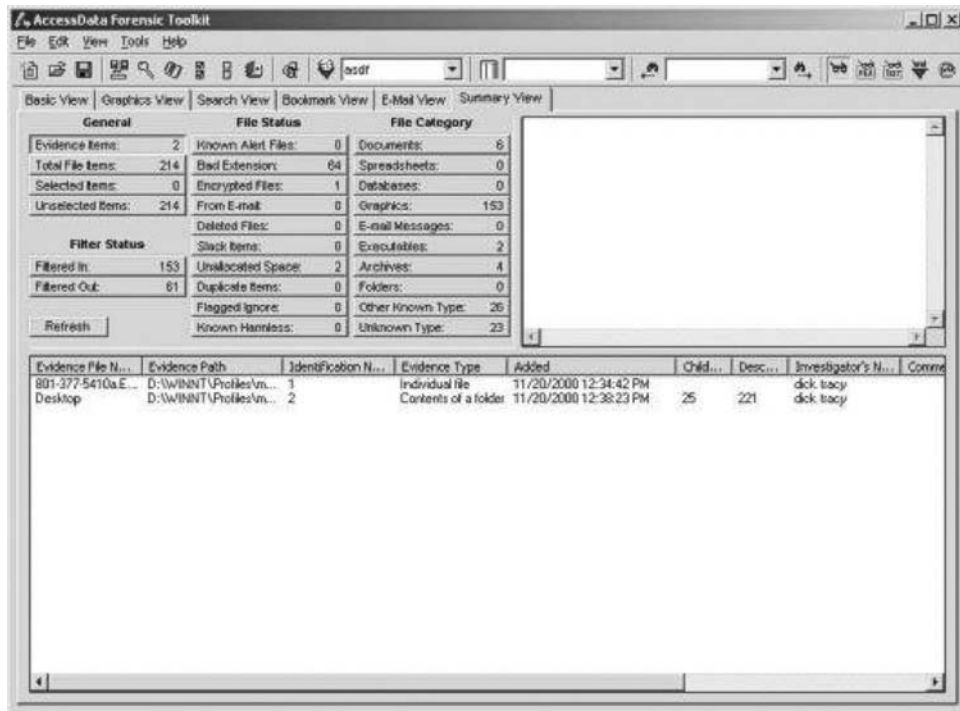 AccessData Forensic Toolkit
File Edit View Tools Help
asdf
Basic View Graphics View Search View Bookmark View E-Mail View Summary View
General
Evidence Items: 2
Total File Items: 214
Selected Items: 0
Unselected Items: 214
Filter Status
Filtered In: 153
Filtered Out: 61
Refresh
File Status
Known Alert Files: 0
Bad Extension: 64
Encrypted Files: 1
From E-mail: 0
Deleted Files: 0
Slack Items: 0
Unallocated Space: 2
Duplicate Items: 0
Flagged Ignore: 0
Known Harmless: 0
File Category
Documents: 6
Spreadsheets: 0
Databases: 0
Graphics: 153
E-mail Messages: 0
Executables: 2
Archives: 4
Folders: 0
Other Known Type: 26
Unknown Type: 23
Evidence File N... Evidence Path Identification N... Evidence Type Added Child... Desc... Investigator's N... Comme
801-377-5410a.E... D:\WINNT\Profiles\m... 1 Individual file 11/20/2000 12:34:42 PM dick tracy
Desktop D:\WINNT\Profiles\m... 2 Contents of a folder 11/20/2000 12:38:23 PM 25 221 dick tracy